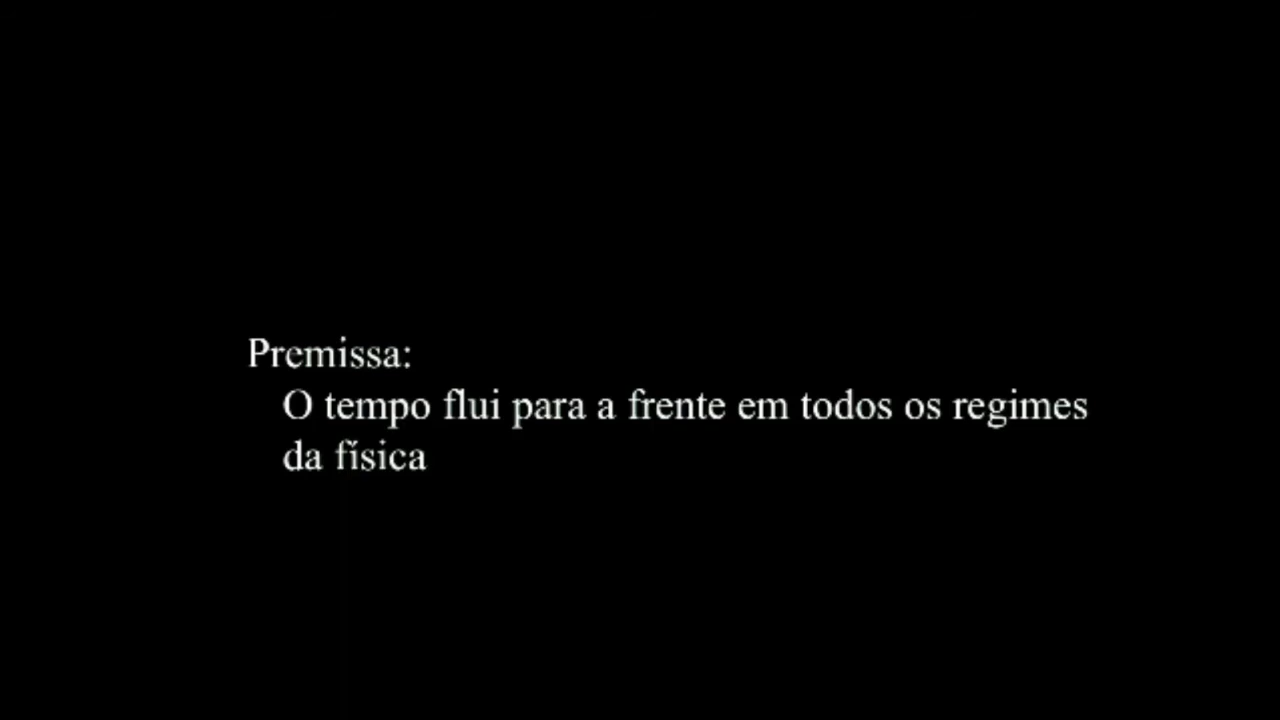 Premissa:
O tempo flui para a frente em todos os regimes
da física